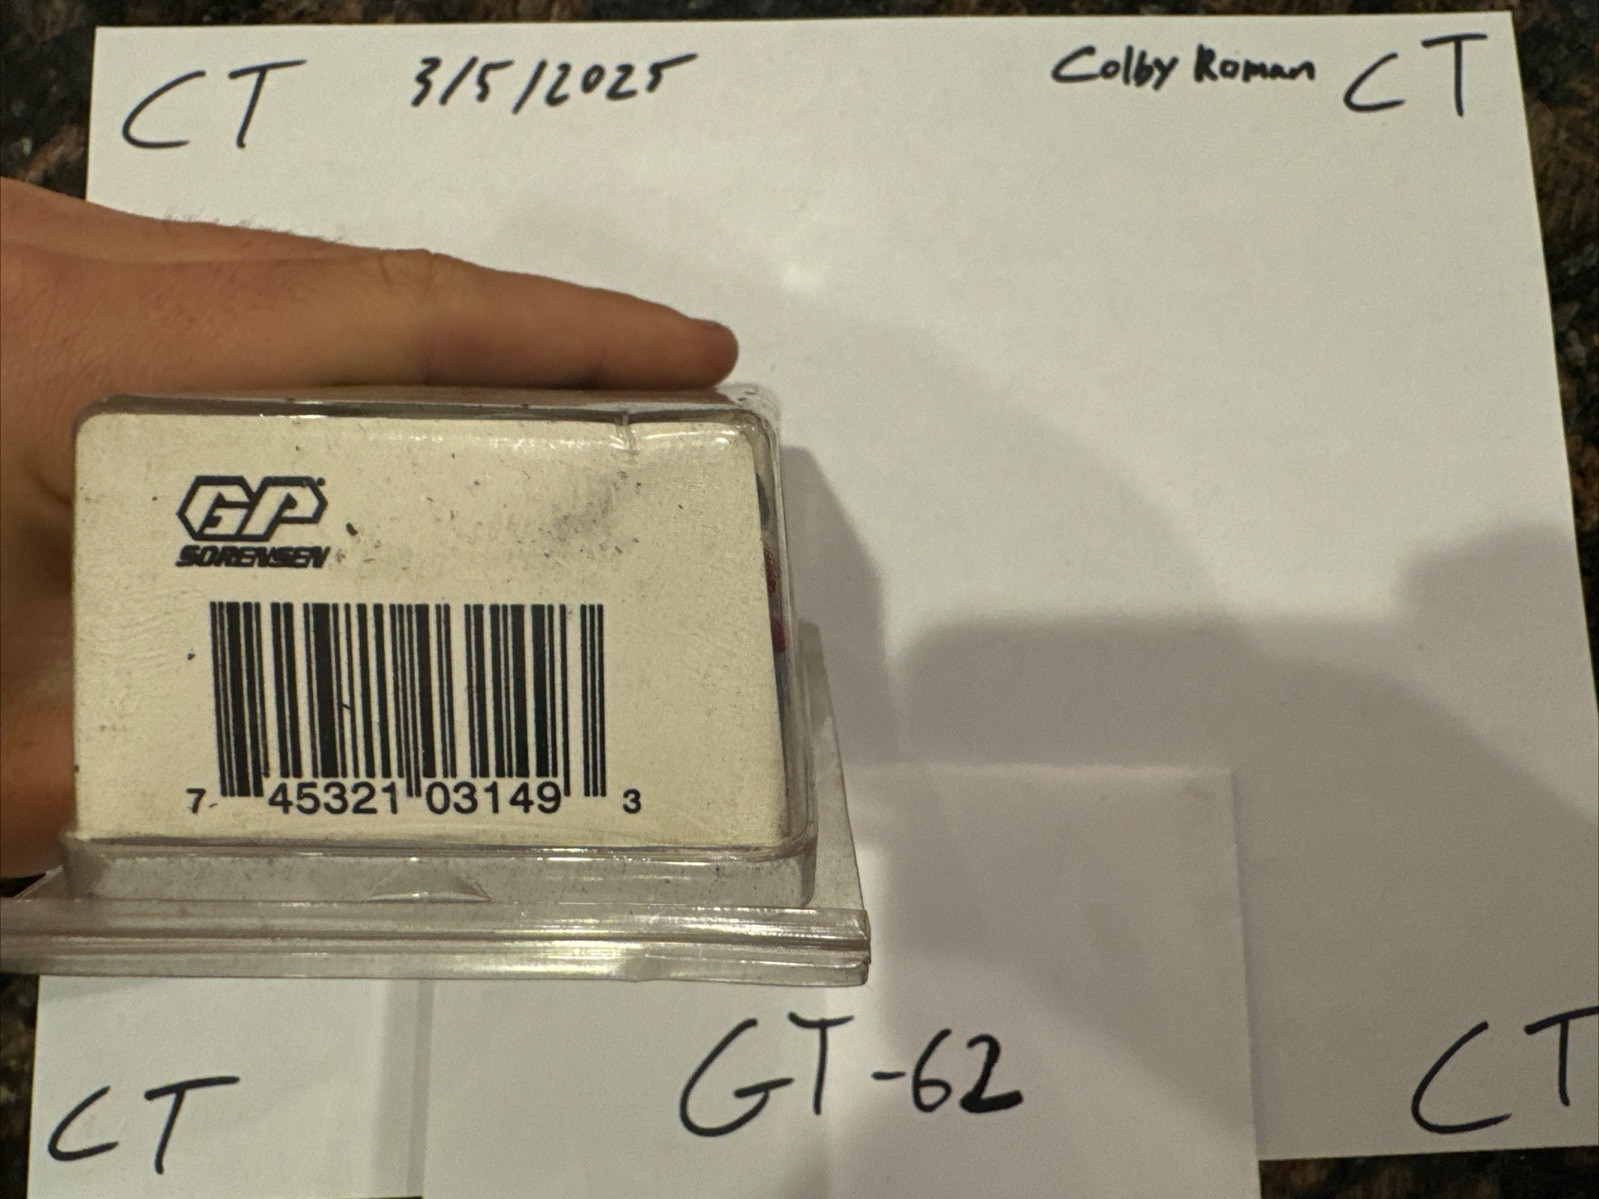 CT 3/5/2025 Colby Roman CT
GP
SORENSEN
7 45321 03149 3
GT-62
CT CT